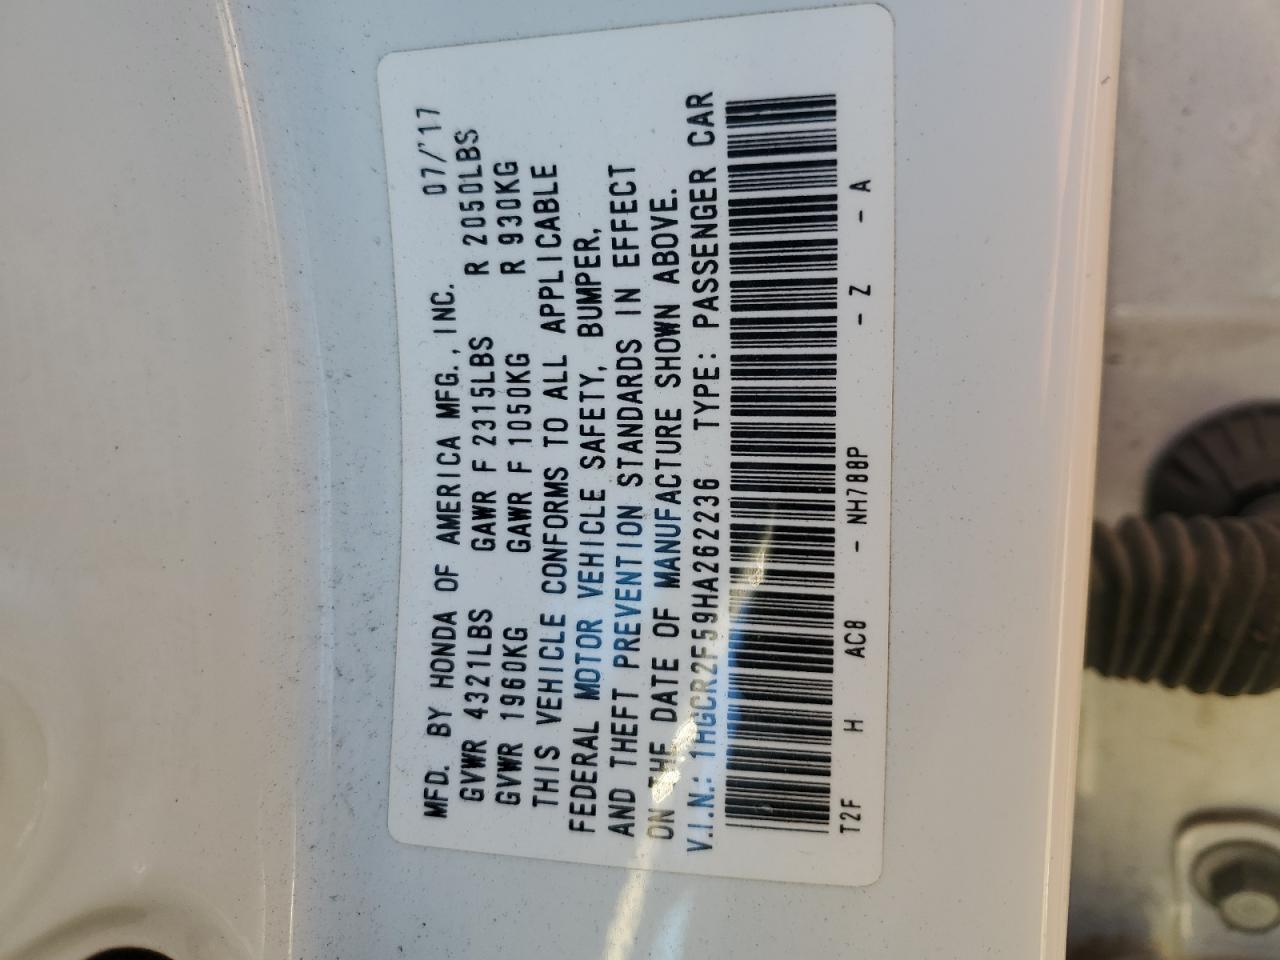 MFD. BY HONDA OF AMERICA MFG., INC. 07/'17
GVWR 4321LBS GAWR F 2315LBS R 2050LBS
GVWR 1960KG GAWR F 1050KG R 930KG
THIS VEHICLE CONFORMS TO ALL APPLICABLE
FEDERAL MOTOR VEHICLE SAFETY, BUMPER,
AND THEFT PREVENTION STANDARDS IN EFFECT
ON THE DATE OF MANUFACTURE SHOWN ABOVE.
V.I.N.: 1HGCR2F59HA262236 TYPE: PASSENGER CAR
T2F H AC8 - NH788P - Z - A